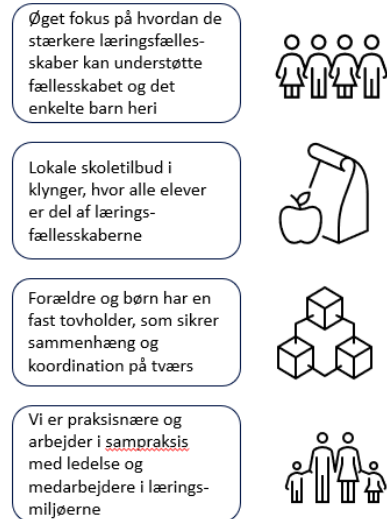 Øget fokus på hvordan de
stærkere læringsfælles-
skaber kan understøtte
fællesskabet og det
enkelte barn heri
Lokale skoletilbud i
klynger, hvor alle elever
er del af lærings-
fællesskaberne
Forældre og børn har en
fast tovholder, som sikrer
sammenhæng og
koordination på tværs
Vi er praksisnære og
arbejder i sampraksis
med ledelse og
medarbejdere i lærings-
miljøerne